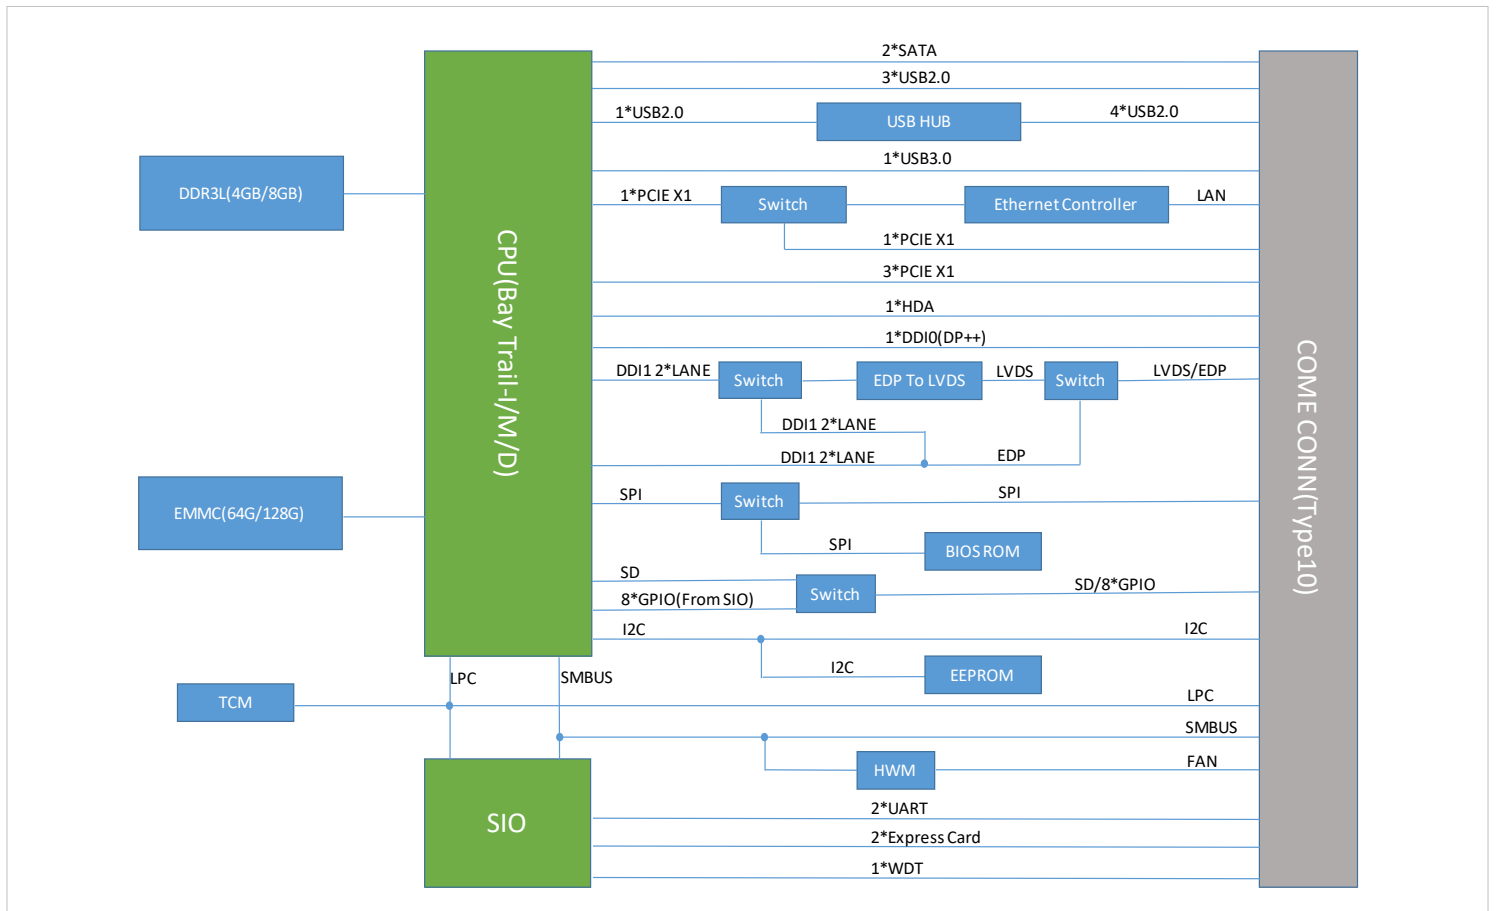 2*SATA
3*USB2.0
1*USB2.0
USB HUB
4*USB2.0
1*USB3.0
DDR3L(4GB/8GB)
1*PCIE X1
Switch
Ethernet Controller
LAN
1*PCIE X1
CPU(Bay Trail-I/M/D)
3*PCIE X1
1*HDA
1*DDI0(DP++)
COME CONN(Type10)
DDI1 2*LANE
Switch
EDP To LVDS
LVDS
Switch
LVDS/EDP
DDI1 2*LANE
DDI1 2*LANE
EDP
EMMC(64G/128G)
SPI
Switch
SPI
SPI
BIOS ROM
SD
8*GPIO(From SIO)
Switch
SD/8*GPIO
I2C
I2C
I2C
EEPROM
LPC
SMBUS
TCM
LPC
SMBUS
HWM
FAN
SIO
2*UART
2*Express Card
1*WDT